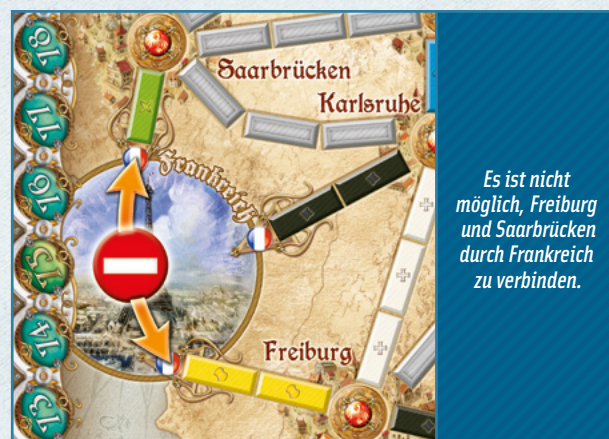 18
Saarbrücken
17
Karlsruhe
Frankreich
16
15
14
Freiburg
13
Es ist nicht
möglich, Freiburg
und Saarbrücken
durch Frankreich
zu verbinden.